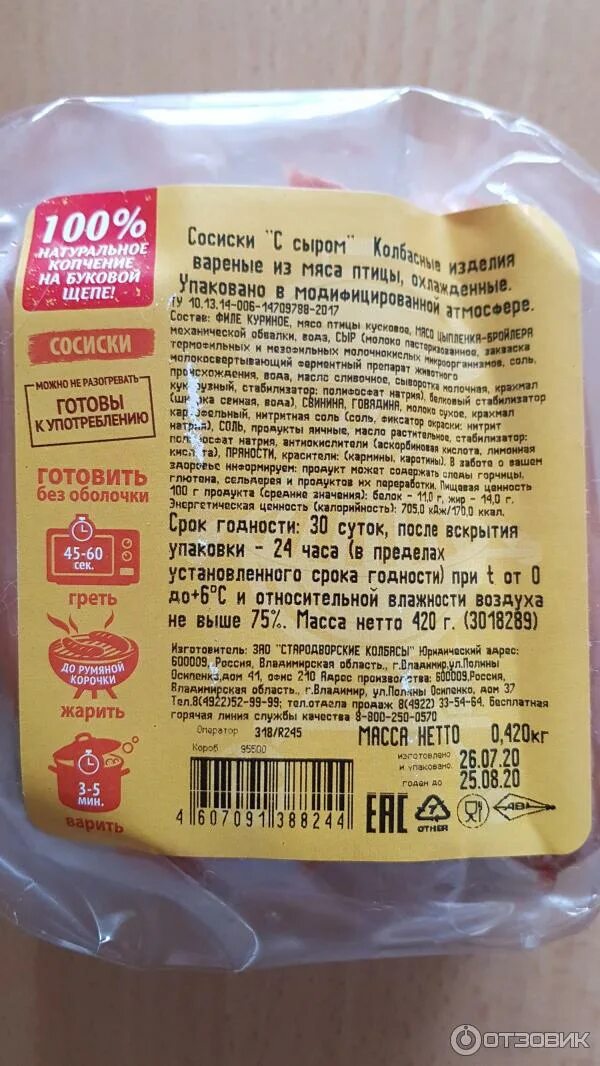 100%
НАТУРАЛЬНОЕ
КОПЧЕНИЕ
НА БУКОВОЙ
ЩЕПЕ!
СОСИСКИ
МОЖНО НЕ РАЗОГРЕВАТЬ
ГОТОВЫ
К УПОТРЕБЛЕНИЮ
ГОТОВИТЬ
без оболочки
45-60
сек.
греть
ДО РУМЯНОЙ
КОРОЧКИ
жарить
3-5
мин.
варить
Сосиски "С сыром" Колбасные изделия
вареные из мяса птицы, охлажденные.
Упаковано в модифицированной атмосфере.
ТУ 10.13.14-006-14709788-2017
Состав: ФИЛЕ КУРИНОЕ, мясо птицы кусковое, МЯСО ЦЫПЛЕНКА-БРОЙЛЕРА
механической обвалки, вода, СЫР (молоко пастеризованное, закваска
термофильных и мезофильных молочнокислых микроорганизмов, соль,
молокосвертывающий ферментный препарат животного
происхождения, вода, масло сливочное, сыворотка молочная, крахмал
кукурузный, стабилизатор: полифосфат натрия), белковый стабилизатор
(шкурка свиная, вода), СВИНИНА, ГОВЯДИНА, молоко сухое, крахмал
картофельный, нитритная соль (соль, фиксатор окраски: нитрит
натрия), СОЛЬ, продукты яичные, масло растительное, стабилизатор:
полифосфат натрия, антиокислители (аскорбиновая кислота, лимонная
кислота), ПРЯНОСТИ, красители: (кармины, каротины). В заботе о вашем
здоровье информируем: продукт может содержать следы горчицы,
глютена, сельдерея и продуктов их переработки. Пищевая ценность
100 г продукта (средние значения): белок - 11,0 г, жир - 14,0 г.
Энергетическая ценность (калорийность): 705,0 кДж/170,0 ккал.
Срок годности: 30 суток, после вскрытия
упаковки - 24 часа (в пределах
установленного срока годности) при t от 0
до+6°С и относительной влажности воздуха
не выше 75%. Масса нетто 420 г. (3018289)
Изготовитель: ЗАО "СТАРОДВОРСКИЕ КОЛБАСЫ" Юридический адрес:
600009, Россия, Владимирская область., г.Владимир,ул.Полины
Осипенко,дом 41, офис 210 Адрес производства: 600009,Россия,
Владимирская область., г.Владимир, ул.Полины Осипенко, дом 37
Тел.8(4922)52-99-99; тел.отдела продаж 8(4922) 33-54-64. Бесплатная
горячая линия службы качества 8-800-250-0570
Оператор 318/R245 МАССА НЕТТО 0,420кг
Короб 95500
изготовлено
и упаковано. 26.07.20
годен до 25.08.20
4 607091 388244
ЕАС
OTHER
АВИ
ОТЗОВИК